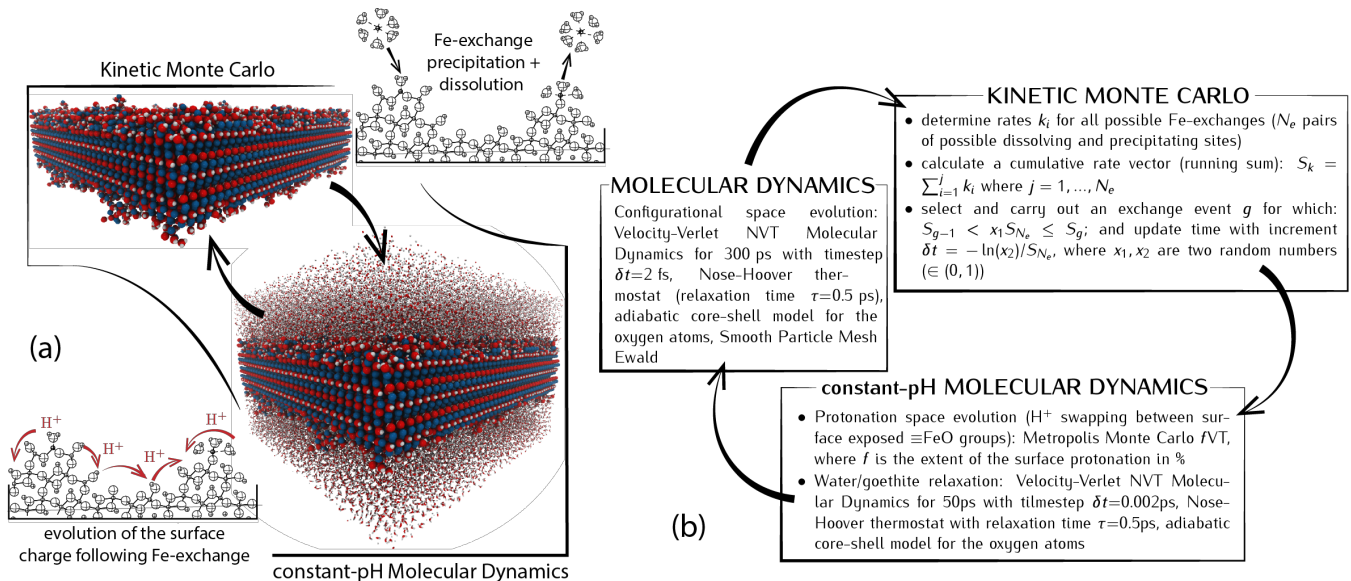 Kinetic Monte Carlo
Fe-exchange
precipitation +
dissolution
(a)
H⁺
H⁺
H⁺
H⁺
evolution of the surface
charge following Fe-exchange
constant-pH Molecular Dynamics
MOLECULAR DYNAMICS
Configurational space evolution:
Velocity-Verlet NVT Molecular
Dynamics for 300 ps with timestep
δt=2 fs, Nose-Hoover ther-
mostat (relaxation time τ=0.5 ps),
adiabatic core-shell model for the
oxygen atoms, Smooth Particle Mesh
Ewald
KINETIC MONTE CARLO
• determine rates kᵢ for all possible Fe-exchanges (Nₑ pairs
of possible dissolving and precipitating sites)
• calculate a cumulative rate vector (running sum): Sₖ =
∑ʲᵢ₌₁ kᵢ where j = 1, ..., Nₑ
• select and carry out an exchange event g for which:
S_{g−1} < x₁S_{Nₑ} ≤ S_g; and update time with increment
δt = − ln(x₂)/S_{Nₑ}, where x₁, x₂ are two random numbers
(∈ (0, 1))
constant-pH MOLECULAR DYNAMICS
• Protonation space evolution (H⁺ swapping between sur-
face exposed ≡FeO groups): Metropolis Monte Carlo fVT,
where f is the extent of the surface protonation in %
• Water/goethite relaxation: Velocity-Verlet NVT Molecu-
lar Dynamics for 50ps with tilmestep δt=0.002ps, Nose-
Hoover thermostat with relaxation time τ=0.5ps, adiabatic
core-shell model for the oxygen atoms
(b)